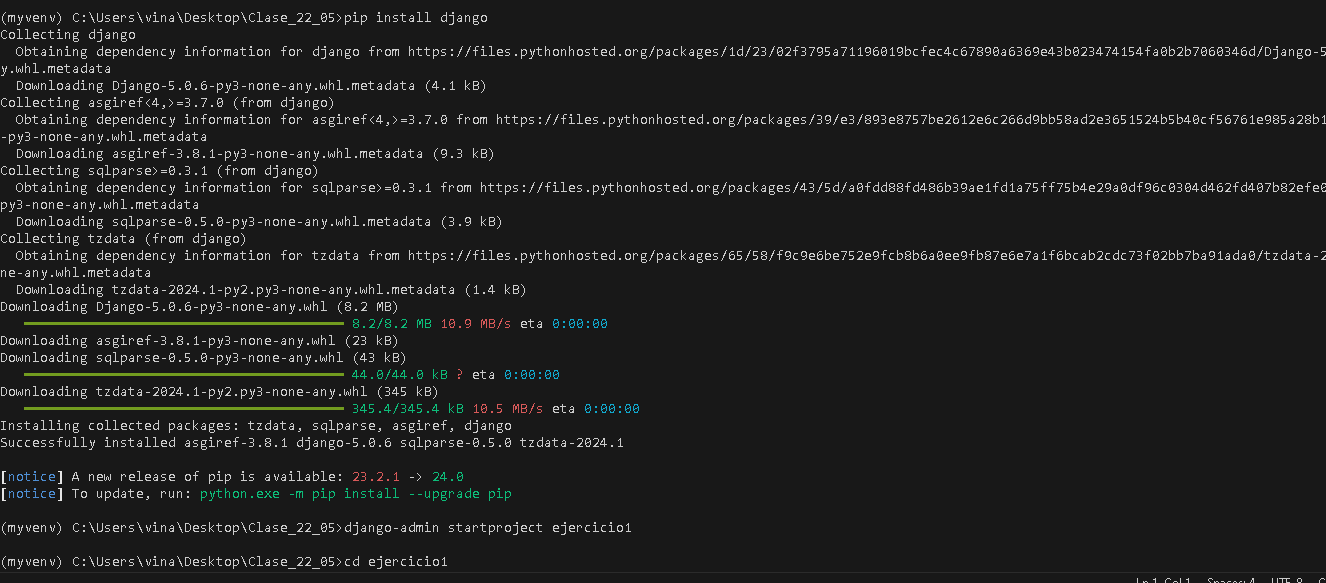 (myvenv) C:\Users\vina\Desktop\Clase_22_05>pip install django
Collecting django
  Obtaining dependency information for django from https://files.pythonhosted.org/packages/1d/23/02f3795a71196019bcfec4c67890a6369e43b023474154fa0b2b7060346d/Django-5
y.whl.metadata
  Downloading Django-5.0.6-py3-none-any.whl.metadata (4.1 kB)
Collecting asgiref<4,>=3.7.0 (from django)
  Obtaining dependency information for asgiref<4,>=3.7.0 from https://files.pythonhosted.org/packages/39/e3/893e8757be2612e6c266d9bb58ad2e3651524b5b40cf56761e985a28b1
-py3-none-any.whl.metadata
  Downloading asgiref-3.8.1-py3-none-any.whl.metadata (9.3 kB)
Collecting sqlparse>=0.3.1 (from django)
  Obtaining dependency information for sqlparse>=0.3.1 from https://files.pythonhosted.org/packages/43/5d/a0fdd88fd486b39ae1fd1a75ff75b4e29a0df96c0304d462fd407b82efe0
py3-none-any.whl.metadata
  Downloading sqlparse-0.5.0-py3-none-any.whl.metadata (3.9 kB)
Collecting tzdata (from django)
  Obtaining dependency information for tzdata from https://files.pythonhosted.org/packages/65/58/f9c9e6be752e9fcb8b6a0ee9fb87e6e7a1f6bcab2cdc73f02bb7ba91ada0/tzdata-2
ne-any.whl.metadata
  Downloading tzdata-2024.1-py2.py3-none-any.whl.metadata (1.4 kB)
Downloading Django-5.0.6-py3-none-any.whl (8.2 MB)
8.2/8.2 MB 10.9 MB/s eta 0:00:00
Downloading asgiref-3.8.1-py3-none-any.whl (23 kB)
Downloading sqlparse-0.5.0-py3-none-any.whl (43 kB)
44.0/44.0 kB ? eta 0:00:00
Downloading tzdata-2024.1-py2.py3-none-any.whl (345 kB)
345.4/345.4 kB 10.5 MB/s eta 0:00:00
Installing collected packages: tzdata, sqlparse, asgiref, django
Successfully installed asgiref-3.8.1 django-5.0.6 sqlparse-0.5.0 tzdata-2024.1
[notice] A new release of pip is available: 23.2.1 -> 24.0
[notice] To update, run: python.exe -m pip install --upgrade pip
(myvenv) C:\Users\vina\Desktop\Clase_22_05>django-admin startproject ejercicio1
(myvenv) C:\Users\vina\Desktop\Clase_22_05>cd ejercicio1